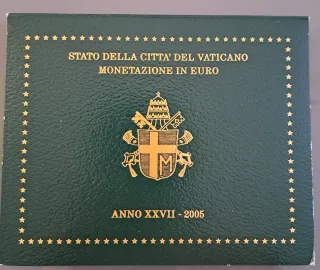 STATO DELLA CITTA' DEL VATICANO
MONETAZIONE IN EURO
M
ANNO XXVII - 2005